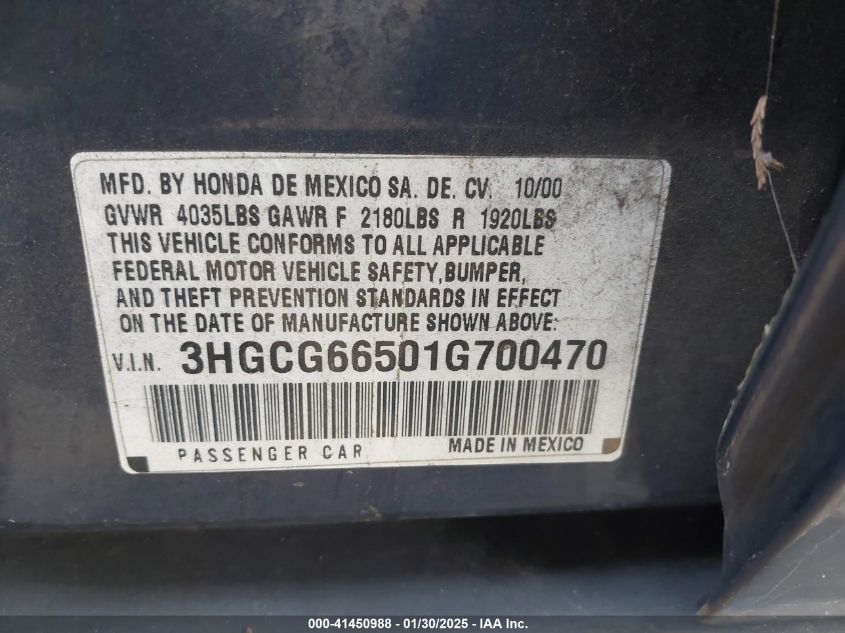 MFD. BY HONDA DE MEXICO SA. DE. CV. 10/00
GVWR 4035LBS GAWR F 2180LBS R 1920LBS
THIS VEHICLE CONFORMS TO ALL APPLICABLE
FEDERAL MOTOR VEHICLE SAFETY,BUMPER,
AND THEFT PREVENTION STANDARDS IN EFFECT
ON THE DATE OF MANUFACTURE SHOWN ABOVE:
V.I.N. 3HGCG66501G700470
PASSENGER CAR MADE IN MEXICO
000-41450988 - 01/30/2025 - IAA Inc.